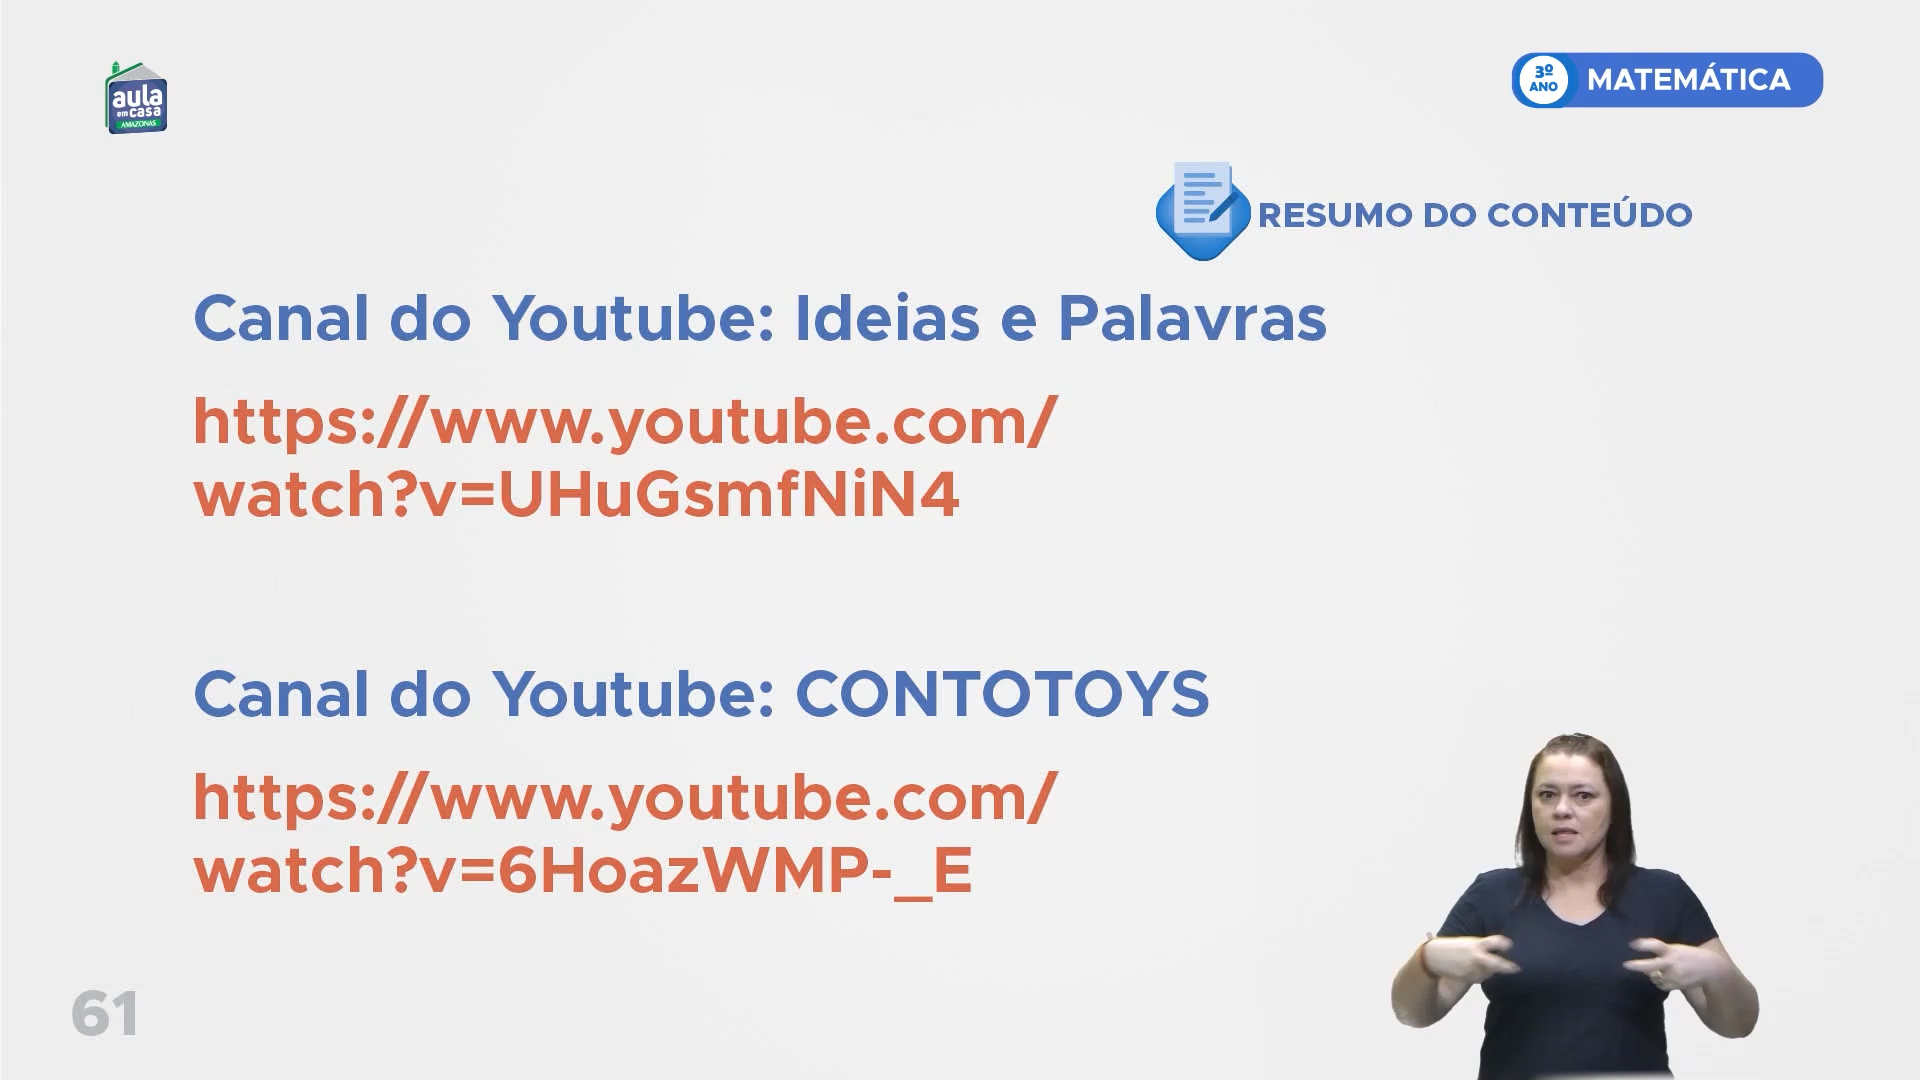 aula
em casa
AMAZONAS
3º
ANO
MATEMÁTICA
RESUMO DO CONTEÚDO
Canal do Youtube: Ideias e Palavras
https://www.youtube.com/
watch?v=UHuGsmfNiN4
Canal do Youtube: CONTOTOYS
https://www.youtube.com/
watch?v=6HoazWMP-_E
61